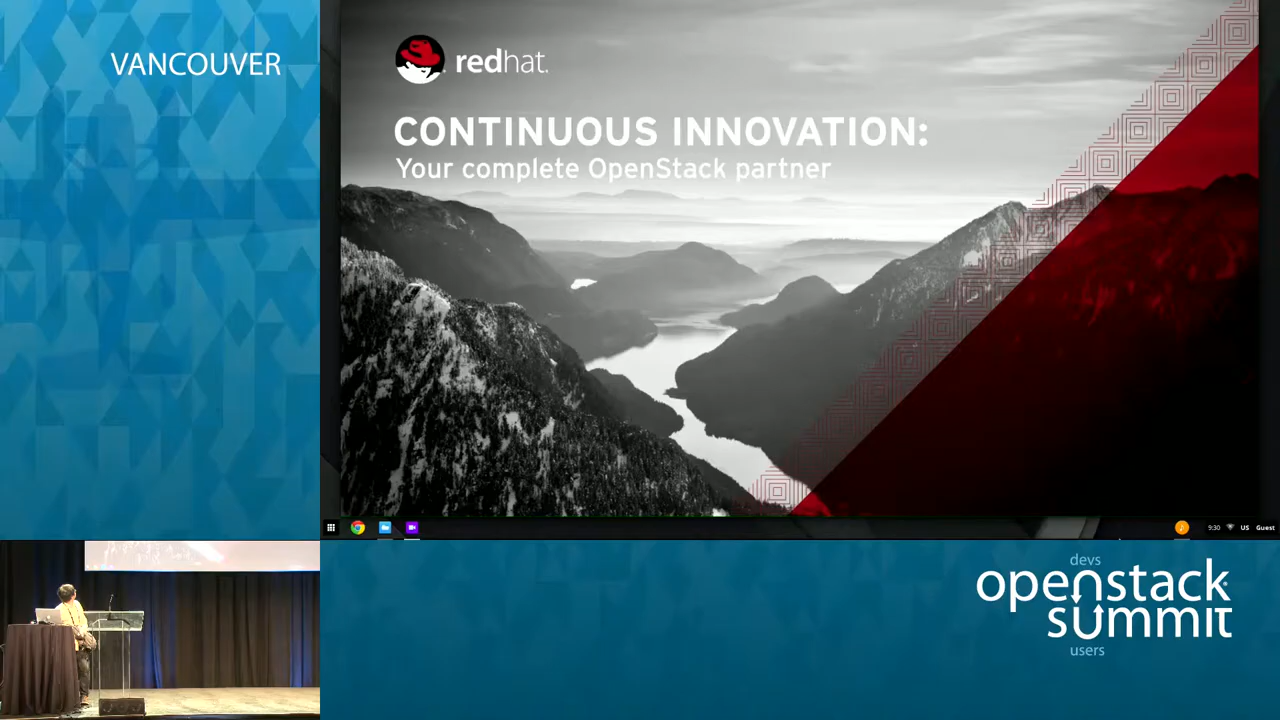 VANCOUVER
redhat.
CONTINUOUS INNOVATION:
Your complete OpenStack partner
9:30 US Guest
devs
openstack
summit
users